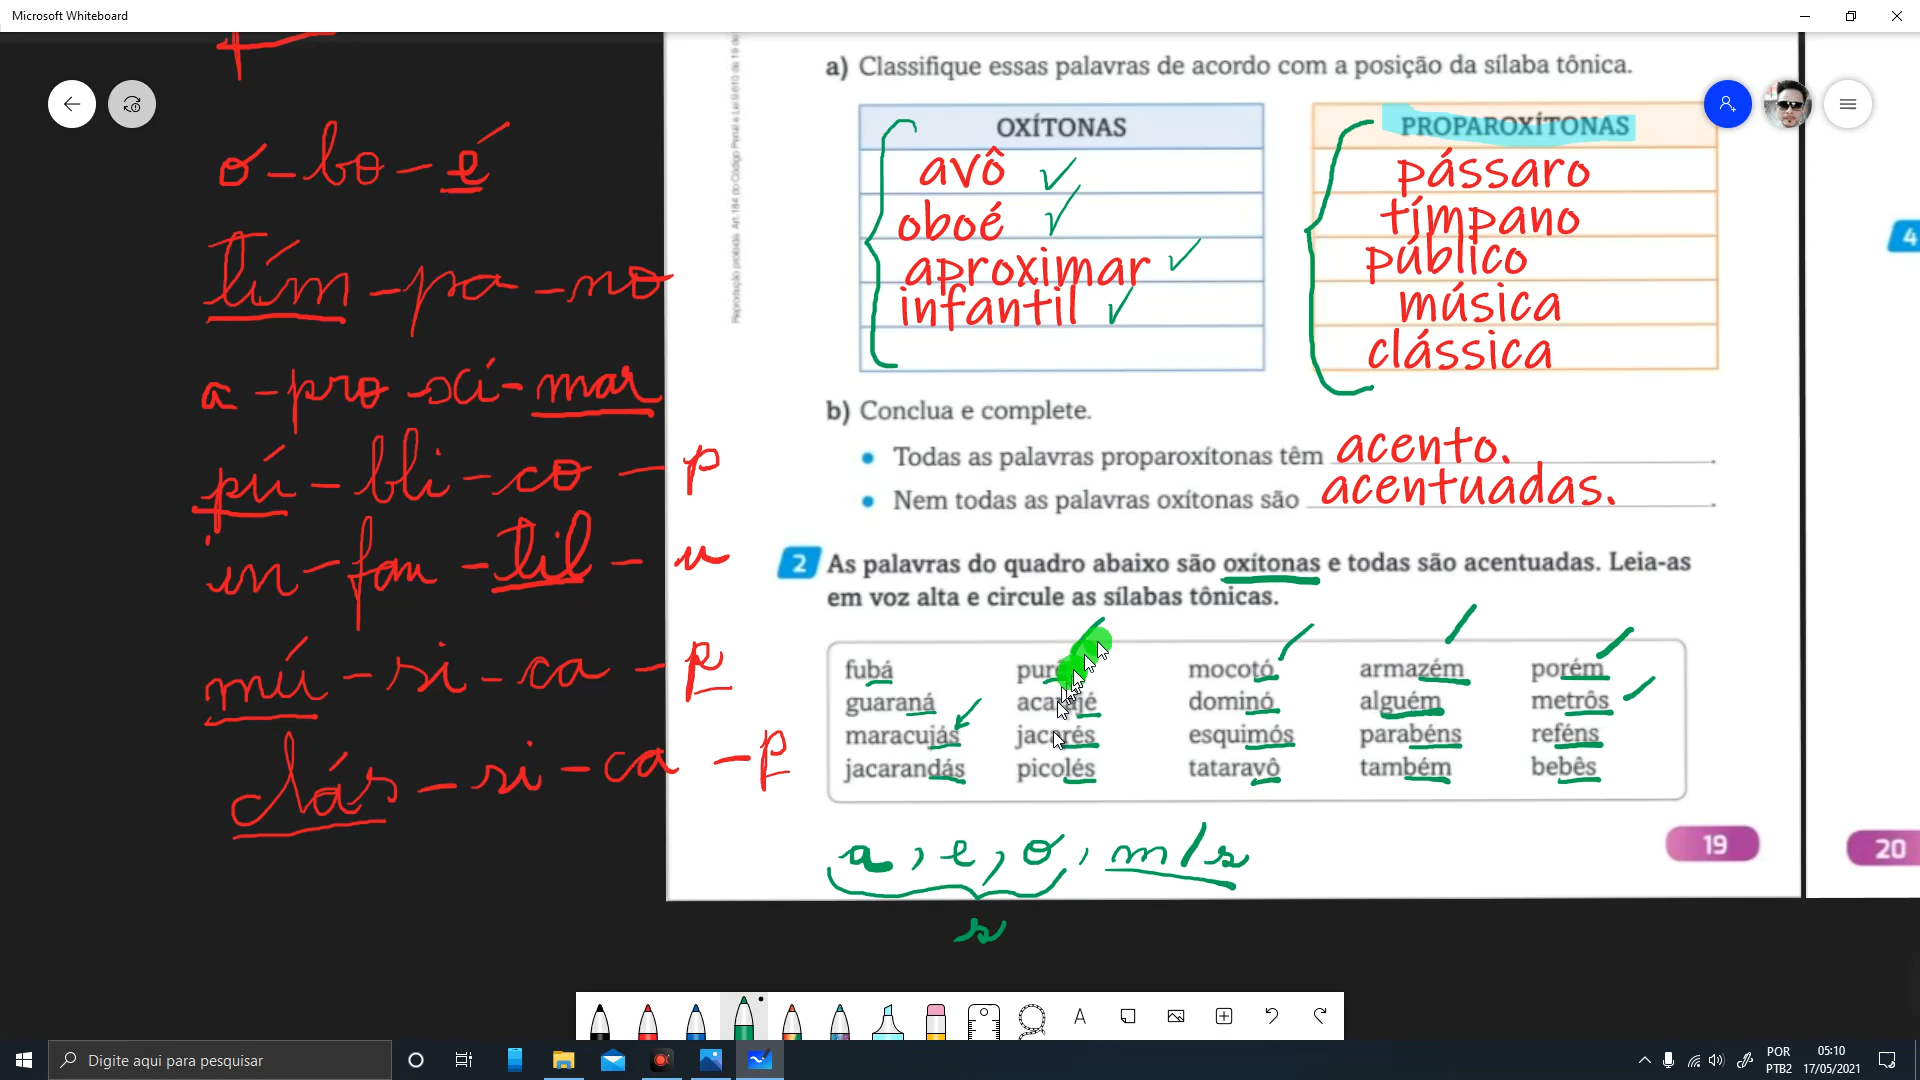 Microsoft Whiteboard
o-bo-é
tím-pa-no
a-pro xi-mar
pú-bli-co-p
in-fan-til-
mú-si-ca-p
clás-si-ca-p
a) Classifique essas palavras de acordo com a posição da sílaba tônica.
OXÍTONAS
avô
oboé
aproximar
infantil
PROPAROXÍTONAS
pássaro
tímpano
público
música
clássica
b) Conclua e complete.
• Todas as palavras proparoxítonas têm acento.
• Nem todas as palavras oxítonas são acentuadas.
2 As palavras do quadro abaixo são oxítonas e todas são acentuadas. Leia-as
em voz alta e circule as sílabas tônicas.
fubá purê mocotó armazém porém
guaraná acarajé dominó alguém metrôs
maracujás jacarés esquimós parabéns reféns
jacarandás picolés tataravô também bebês
a, e, o, m/s
s
19
20
4
Digite aqui para pesquisar
POR
PTB2
05:10
17/05/2021